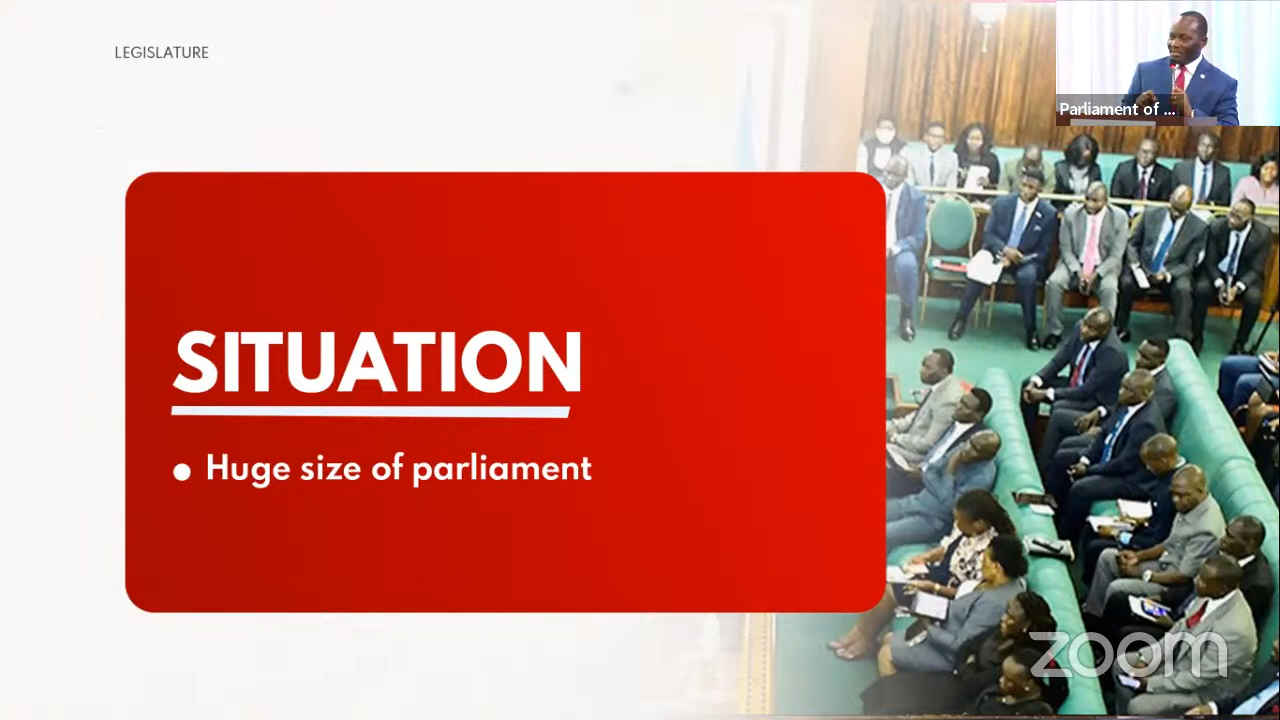 LEGISLATURE
Parliament of ...
SITUATION
Huge size of parliament
zoom